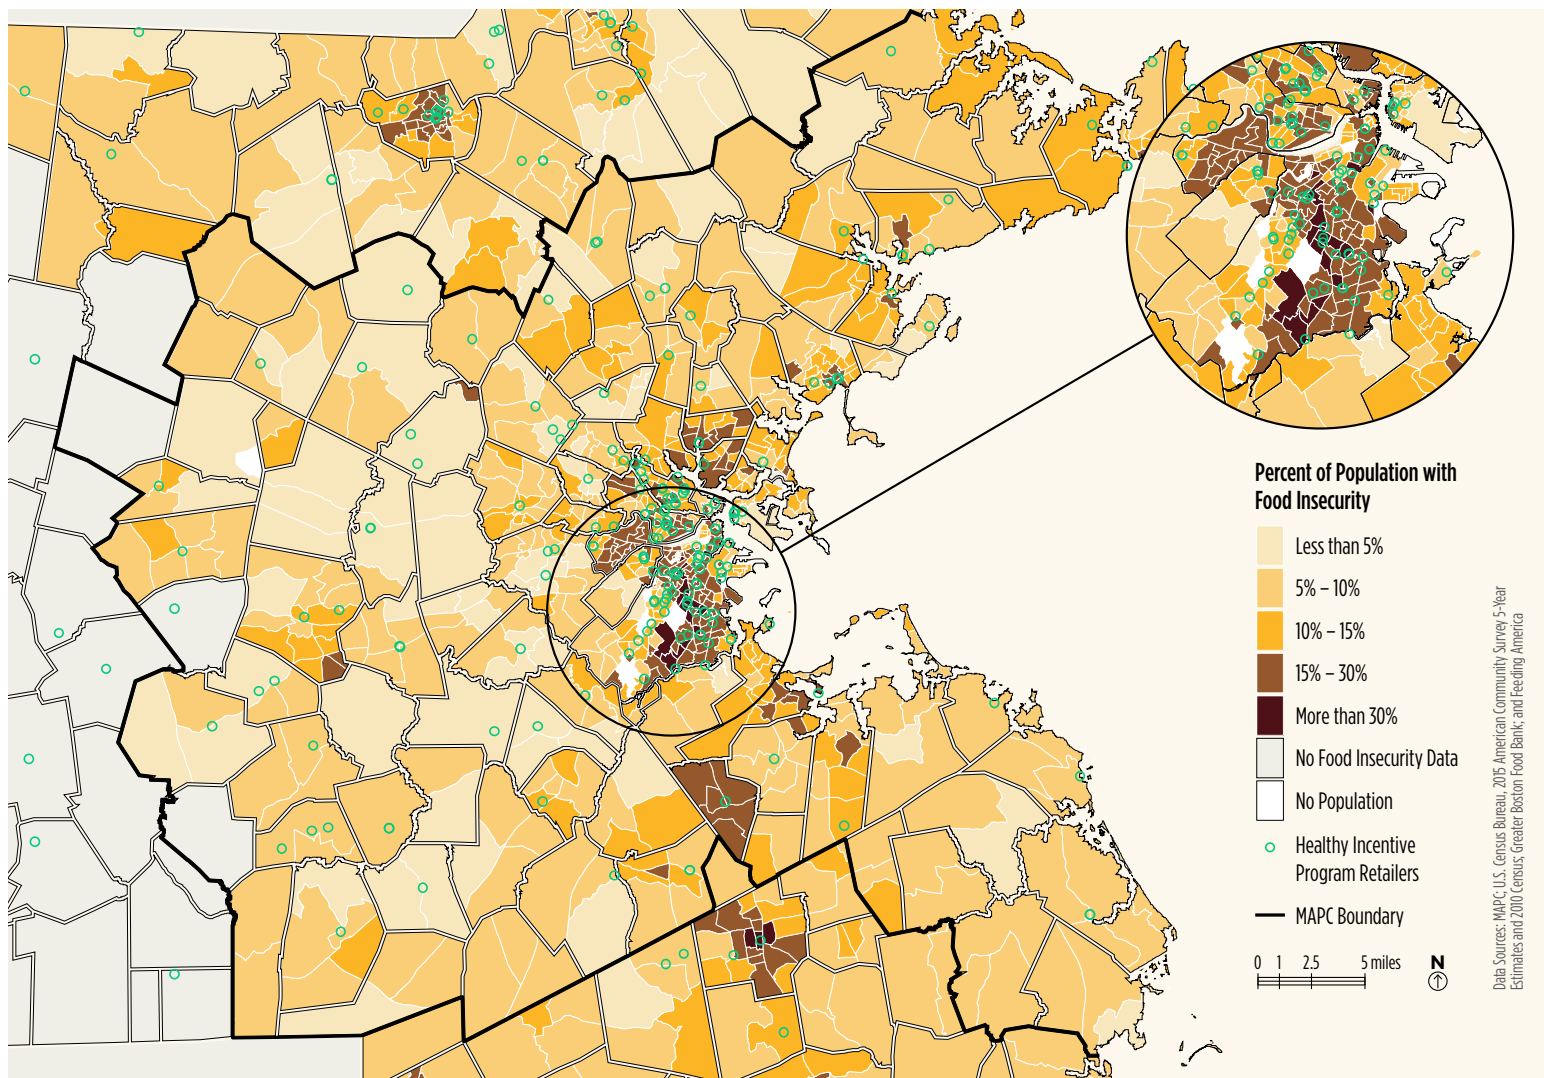 Percent of Population with
Food Insecurity
Less than 5%
5% – 10%
10% – 15%
15% – 30%
More than 30%
No Food Insecurity Data
No Population
Healthy Incentive
Program Retailers
MAPC Boundary
0 1 2.5 5 miles
N
Data Sources: MAPC; U.S. Census Bureau, 2015 American Community Survey 5-Year
Estimates and 2010 Census; Greater Boston Food Bank; and Feeding America